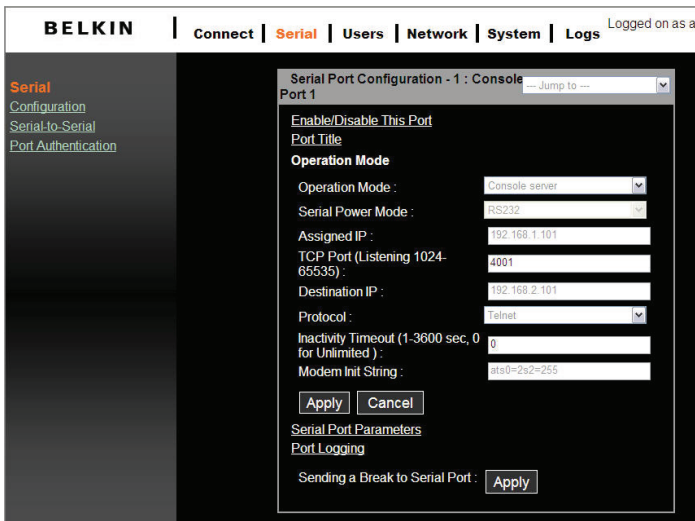 BELKIN | Connect | Serial | Users | Network | System | Logs
Logged on as a
Serial
Configuration
Serial-to-Serial
Port Authentication
Serial Port Configuration - 1 : Console
Port 1
--- Jump to ---
Enable/Disable This Port
Port Title
Operation Mode
Operation Mode : Console server
Serial Power Mode : RS232
Assigned IP : 192.168.1.101
TCP Port (Listening 1024-
65535) : 4001
Destination IP : 192.168.2.101
Protocol : Telnet
Inactivity Timeout (1-3600 sec, 0
for Unlimited ) : 0
Modem Init String : ats0=2s2=255
Apply Cancel
Serial Port Parameters
Port Logging
Sending a Break to Serial Port : Apply